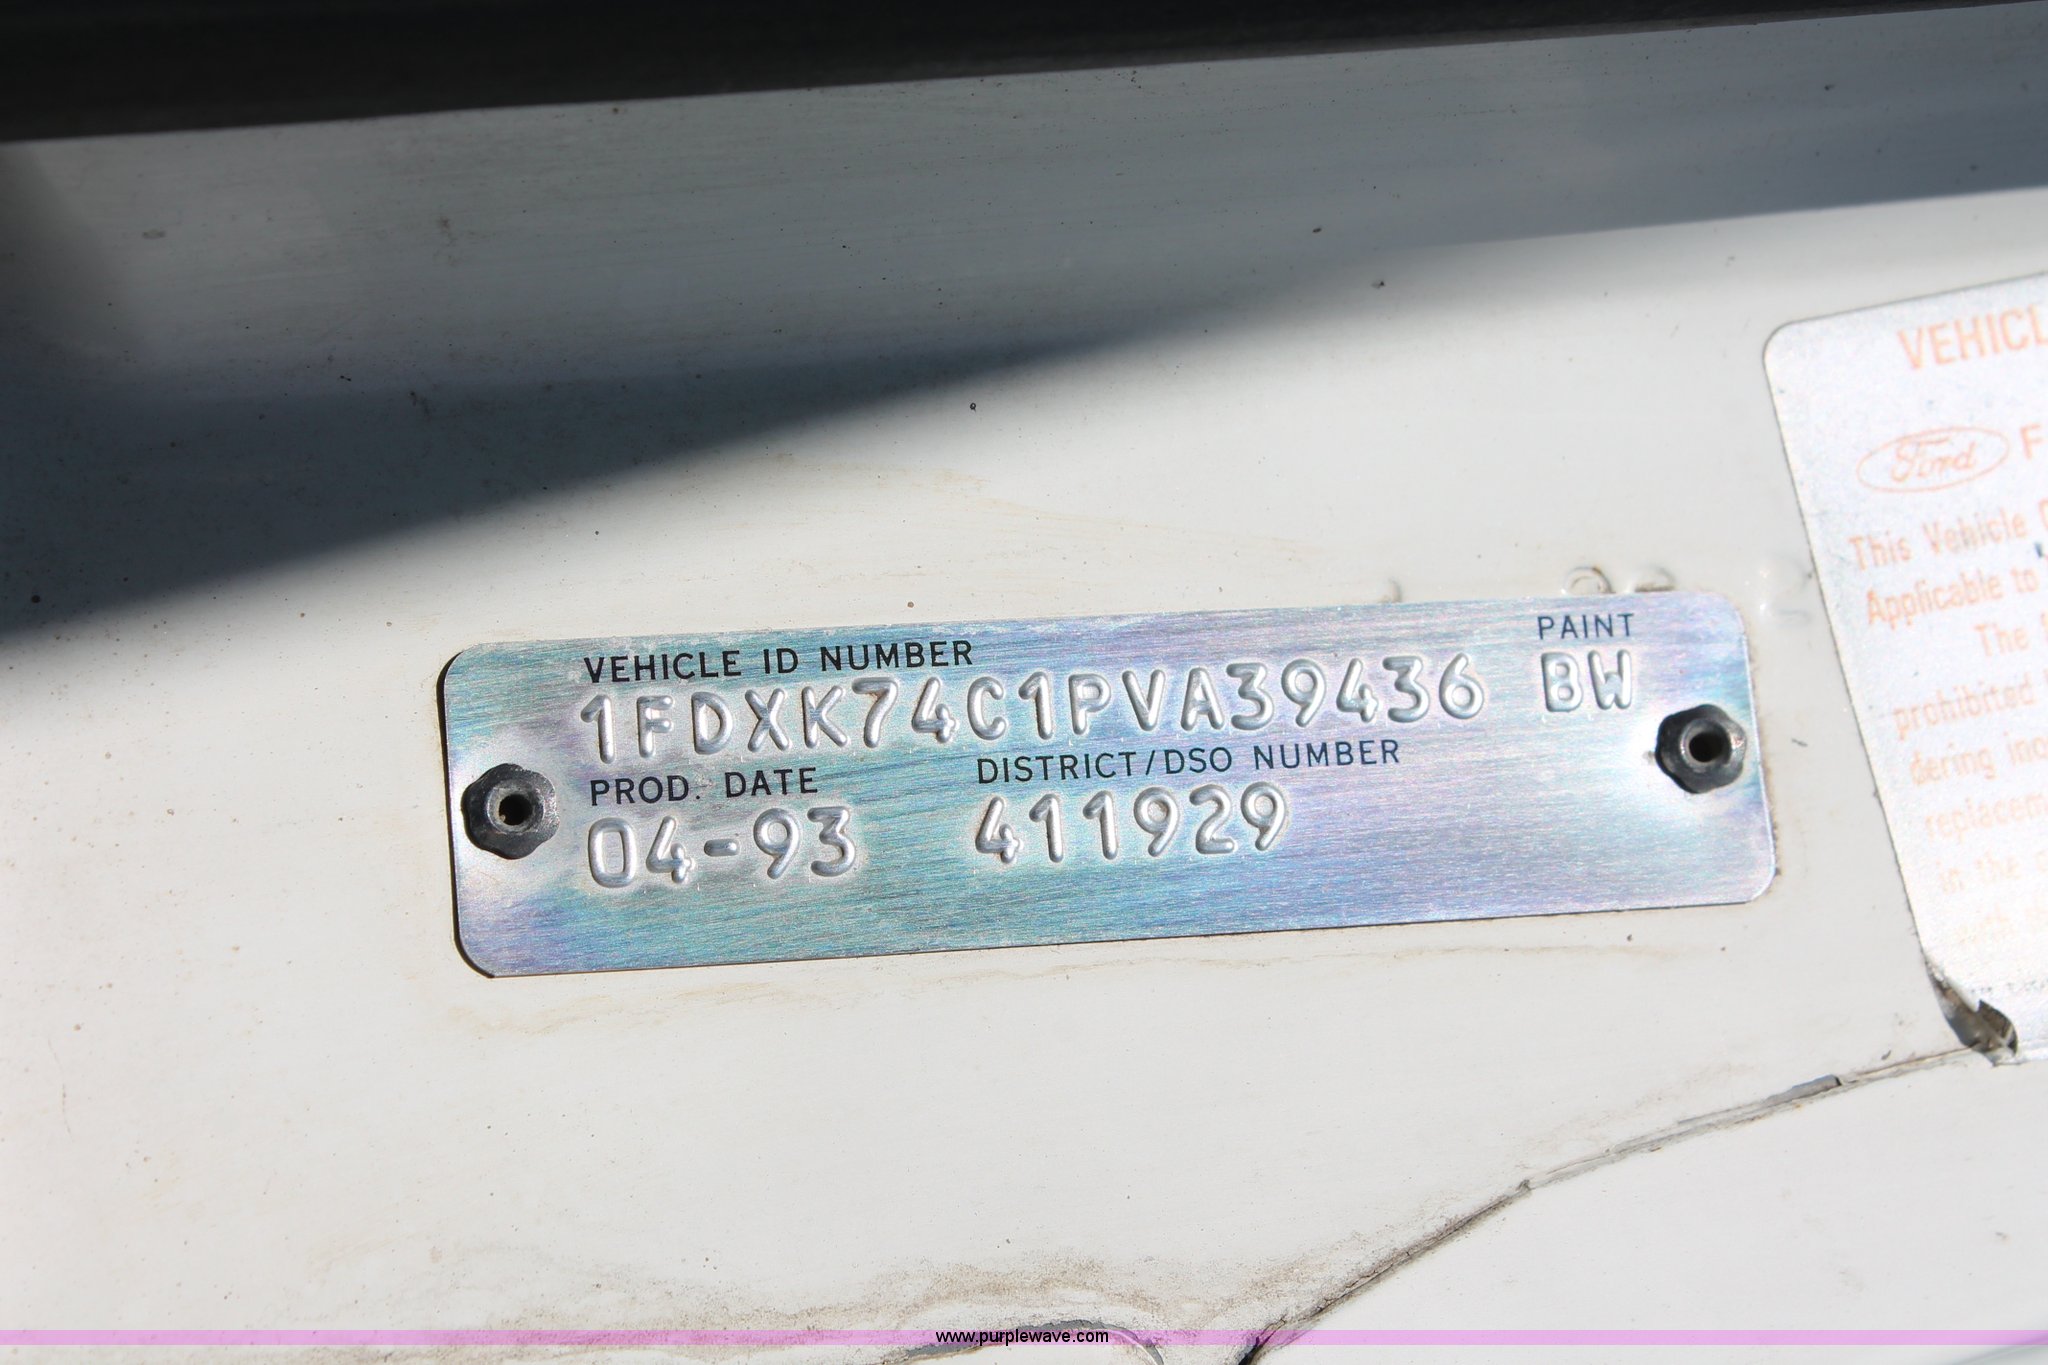 VEHICLE ID NUMBER
PAINT
1FDXK74C1PVA39436 BW
PROD. DATE
DISTRICT/DSO NUMBER
04-93
411929
VEHICL
Ford F
This Vehicle
Applicable to
The
prohibited
dering inc
replacem
in the
www.purplewave.com